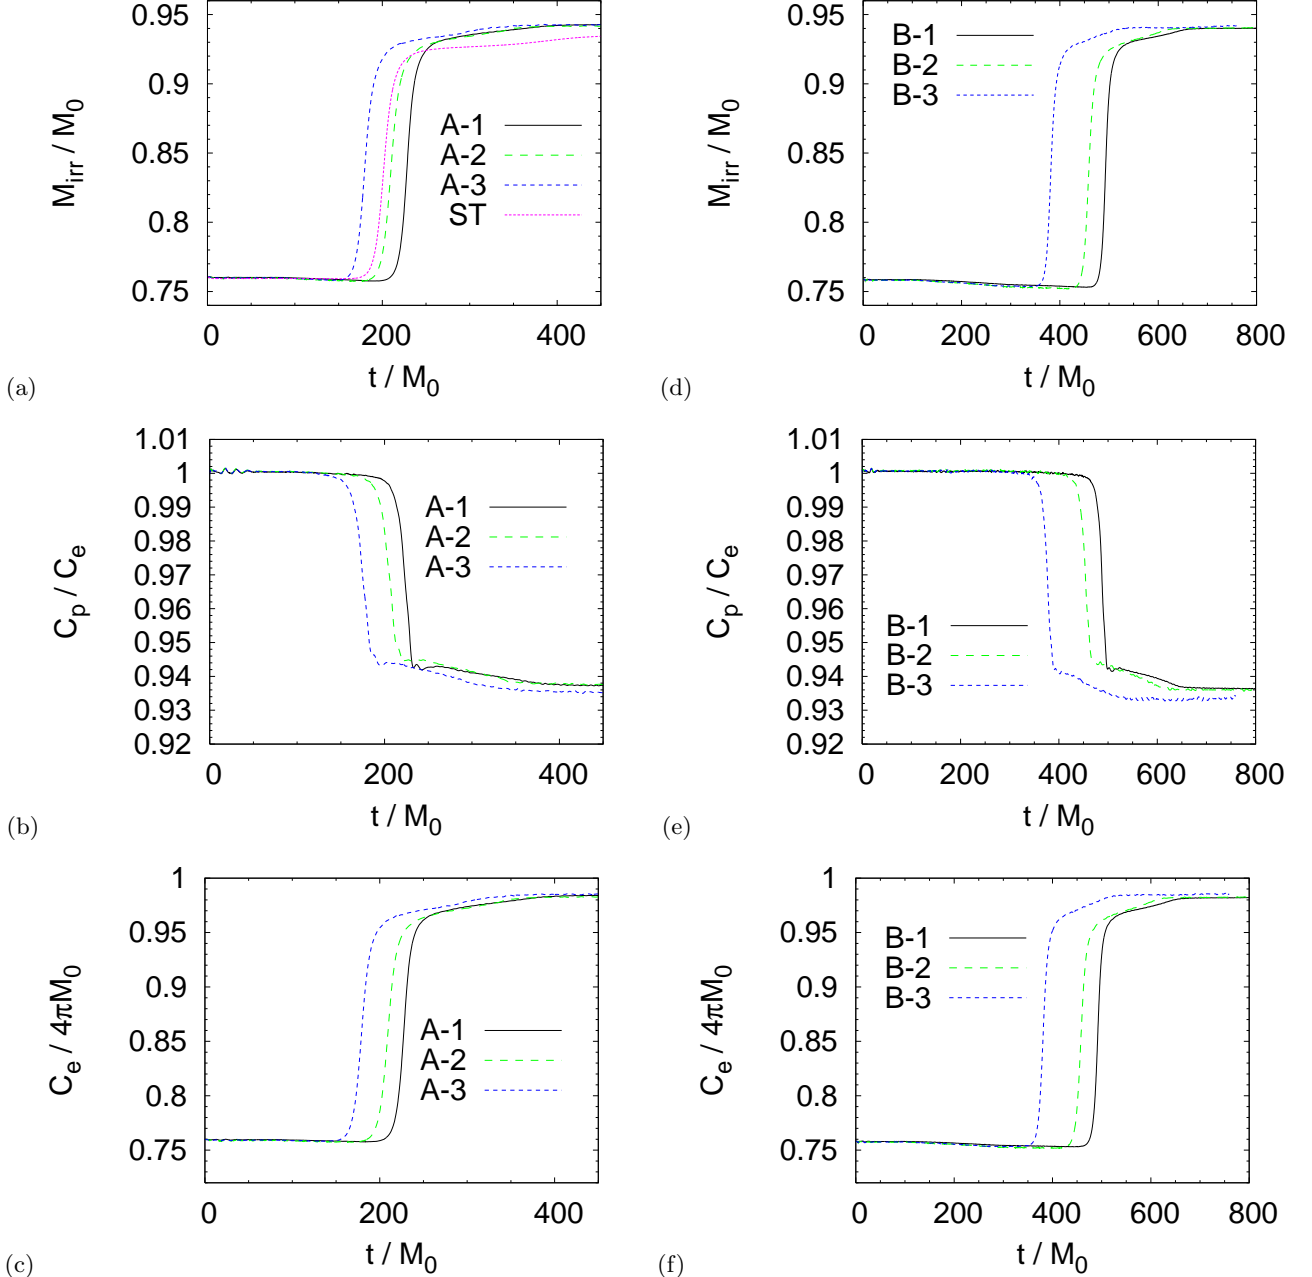 0.95
0.9
0.85
0.8
0.75
M_irr / M_0
A-1
A-2
A-3
ST
0 200 400
t / M_0
(a)
0.95
0.9
0.85
0.8
0.75
M_irr / M_0
B-1
B-2
B-3
0 200 400 600 800
t / M_0
(d)
1.01
1
0.99
0.98
0.97
0.96
0.95
0.94
0.93
0.92
C_p / C_e
A-1
A-2
A-3
0 200 400
t / M_0
(b)
1.01
1
0.99
0.98
0.97
0.96
0.95
0.94
0.93
0.92
C_p / C_e
B-1
B-2
B-3
0 200 400 600 800
t / M_0
(e)
1
0.95
0.9
0.85
0.8
0.75
C_e / 4πM_0
A-1
A-2
A-3
0 200 400
t / M_0
(c)
1
0.95
0.9
0.85
0.8
0.75
C_e / 4πM_0
B-1
B-2
B-3
0 200 400 600 800
t / M_0
(f)